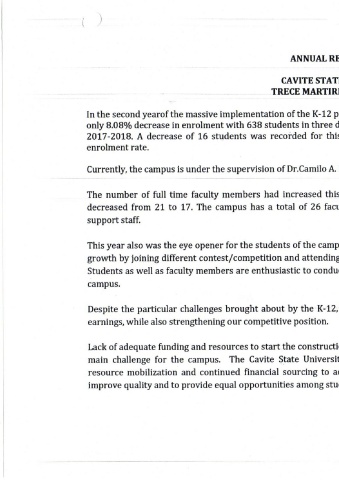 ANNUAL RE
CAVITE STAT
TRECE MARTIR
In the second yearof the massive implementation of the K-12 p
only 8.08% decrease in enrolment with 638 students in three d
2017-2018. A decrease of 16 students was recorded for this
enrolment rate.
Currently, the campus is under the supervision of Dr.Camilo A.
The number of full time faculty members had increased this
decreased from 21 to 17. The campus has a total of 26 facu
support staff.
This year also was the eye opener for the students of the camp
growth by joining different contest/competition and attending
Students as well as faculty members are enthusiastic to conduc
campus.
Despite the particular challenges brought about by the K-12,
earnings, while also strengthening our competitive position.
Lack of adequate funding and resources to start the constructi
main challenge for the campus. The Cavite State Universit
resource mobilization and continued financial sourcing to a
improve quality and to provide equal opportunities among stu